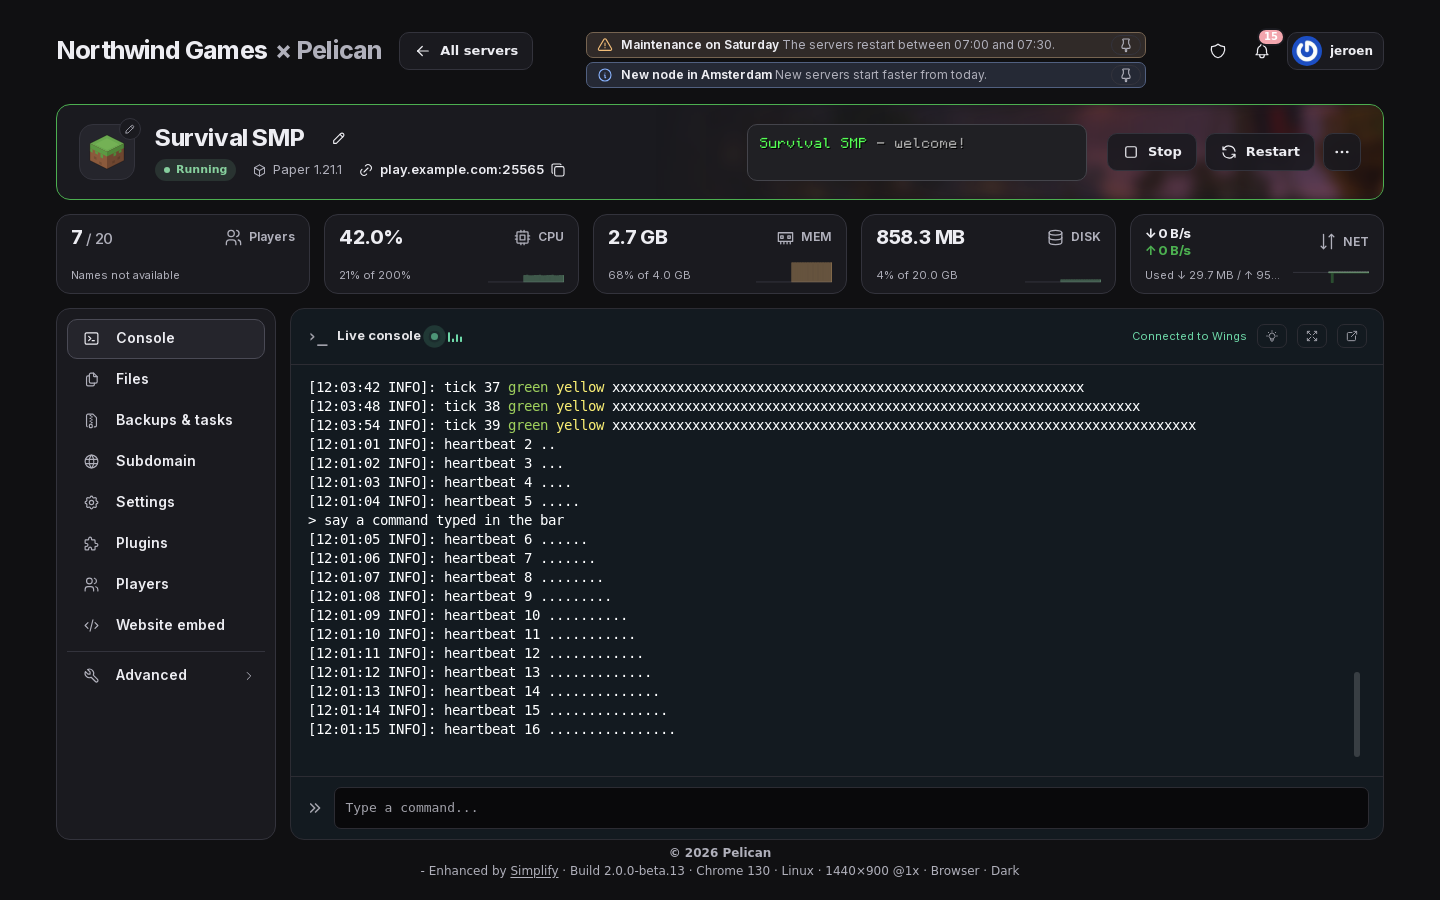 Northwind Games × Pelican
All servers
Maintenance on Saturday The servers restart between 07:00 and 07:30.
New node in Amsterdam New servers start faster from today.
15
jeroen
Survival SMP
Running
Paper 1.21.1
play.example.com:25565
Survival SMP - welcome!
Stop
Restart
7 / 20
Players
Names not available
42.0%
CPU
21% of 200%
2.7 GB
MEM
68% of 4.0 GB
858.3 MB
DISK
4% of 20.0 GB
↓ 0 B/s
↑ 0 B/s
NET
Used ↓ 29.7 MB / ↑ 95...
Console
Files
Backups & tasks
Subdomain
Settings
Plugins
Players
Website embed
Advanced
Live console
Connected to Wings
[12:03:42 INFO]: tick 37 green yellow xxxxxxxxxxxxxxxxxxxxxxxxxxxxxxxxxxxxxxxxxxxxxxxxxxxxxxxxxxx
[12:03:48 INFO]: tick 38 green yellow xxxxxxxxxxxxxxxxxxxxxxxxxxxxxxxxxxxxxxxxxxxxxxxxxxxxxxxxxxxxxxxxxx
[12:03:54 INFO]: tick 39 green yellow xxxxxxxxxxxxxxxxxxxxxxxxxxxxxxxxxxxxxxxxxxxxxxxxxxxxxxxxxxxxxxxxxxxxxxxxx
[12:01:01 INFO]: heartbeat 2 ..
[12:01:02 INFO]: heartbeat 3 ...
[12:01:03 INFO]: heartbeat 4 ....
[12:01:04 INFO]: heartbeat 5 .....
> say a command typed in the bar
[12:01:05 INFO]: heartbeat 6 ......
[12:01:06 INFO]: heartbeat 7 .......
[12:01:07 INFO]: heartbeat 8 ........
[12:01:08 INFO]: heartbeat 9 .........
[12:01:09 INFO]: heartbeat 10 ..........
[12:01:10 INFO]: heartbeat 11 ...........
[12:01:11 INFO]: heartbeat 12 ............
[12:01:12 INFO]: heartbeat 13 .............
[12:01:13 INFO]: heartbeat 14 ..............
[12:01:14 INFO]: heartbeat 15 ...............
[12:01:15 INFO]: heartbeat 16 ................
Type a command...
© 2026 Pelican
- Enhanced by Simplify · Build 2.0.0-beta.13 · Chrome 130 · Linux · 1440×900 @1x · Browser · Dark